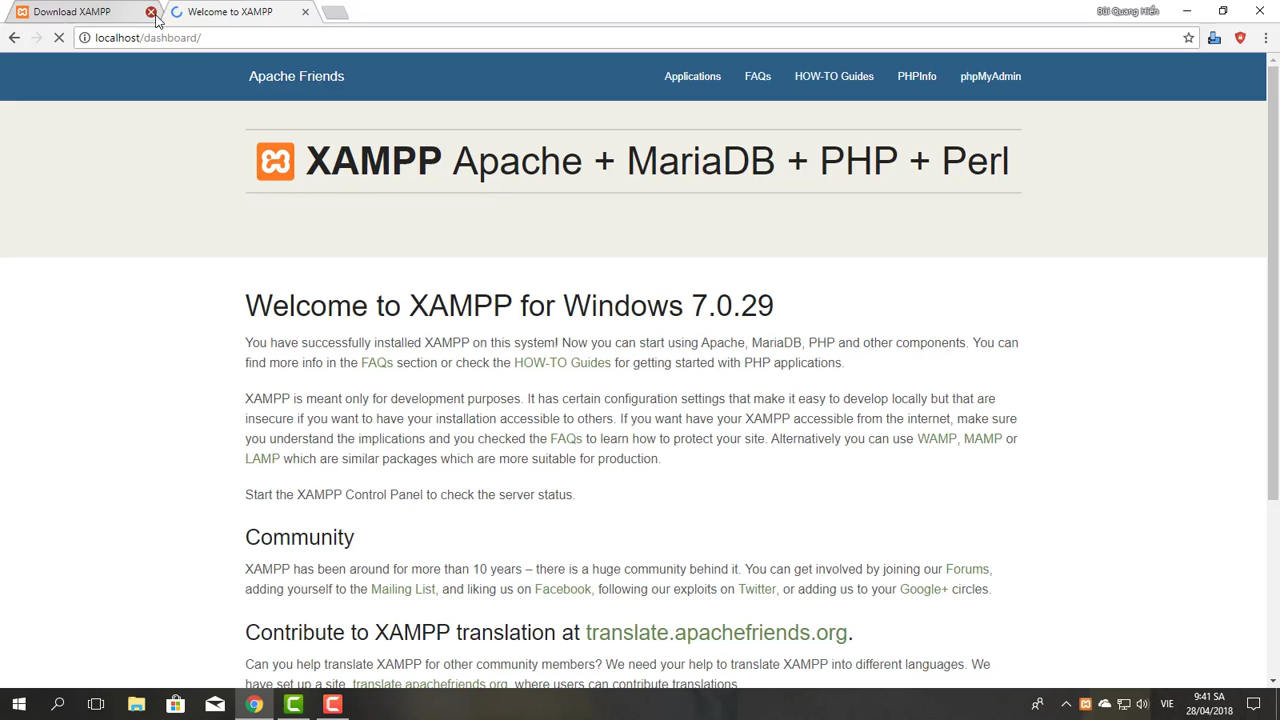 Download XAMPP
Welcome to XAMPP
Bùi Quang Hiển
localhost/dashboard/
Apache Friends
Applications
FAQs
HOW-TO Guides
PHPInfo
phpMyAdmin
XAMPP Apache + MariaDB + PHP + Perl
Welcome to XAMPP for Windows 7.0.29
You have successfully installed XAMPP on this system! Now you can start using Apache, MariaDB, PHP and other components. You
can find more info in the FAQs section or check the HOW-TO Guides for getting started with PHP applications.
XAMPP is meant only for development purposes. It has certain configuration settings that make it easy to develop locally but that are
insecure if you want to have your installation accessible to others. If you want have your XAMPP accessible from the internet, make sure
you understand the implications and you checked the FAQs to learn how to protect your site. Alternatively you can use WAMP, MAMP or
LAMP which are similar packages which are more suitable for production.
Start the XAMPP Control Panel to check the server status.
Community
XAMPP has been around for more than 10 years – there is a huge community behind it. You can get involved by joining our Forums,
adding yourself to the Mailing List, and liking us on Facebook, following our exploits on Twitter, or adding us to your Google+ circles.
Contribute to XAMPP translation at translate.apachefriends.org.
Can you help translate XAMPP for other community members? We need your help to translate XAMPP into different languages. We
have set up a site, translate.apachefriends.org, where users can contribute translations.
VIE
9:41 SA
28/04/2018